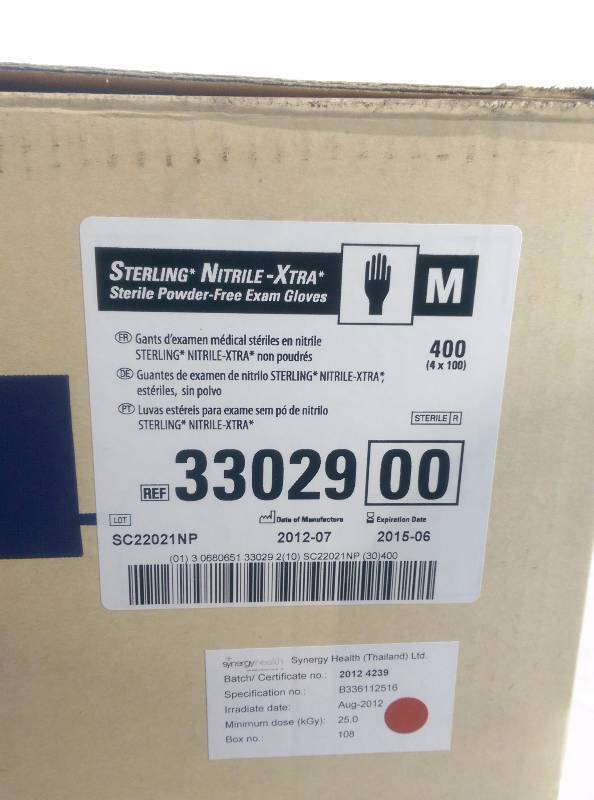 STERLING* NITRILE-XTRA*
Sterile Powder-Free Exam Gloves
M
FR Gants d'examen médical stériles en nitrile
STERLING* NITRILE-XTRA* non poudrés
400
(4 x 100)
DE Guantes de examen de nitrilo STERLING* NITRILE-XTRA*,
estériles, sin polvo
PT Luvas estéreis para exame sem pó de nitrilo
STERLING* NITRILE-XTRA*
STERILE R
REF 33029 00
LOT
Date of Manufacture
Expiration Date
SC22021NP
2012-07
2015-06
(01) 3 0680651 33029 2(10) SC22021NP (30)400
synergyhealth Synergy Health (Thailand) Ltd.
Batch/ Certificate no.: 2012 4239
Specification no.: B336112516
Irradiate date: Aug-2012
Minimum dose (kGy): 25.0
Box no.: 108